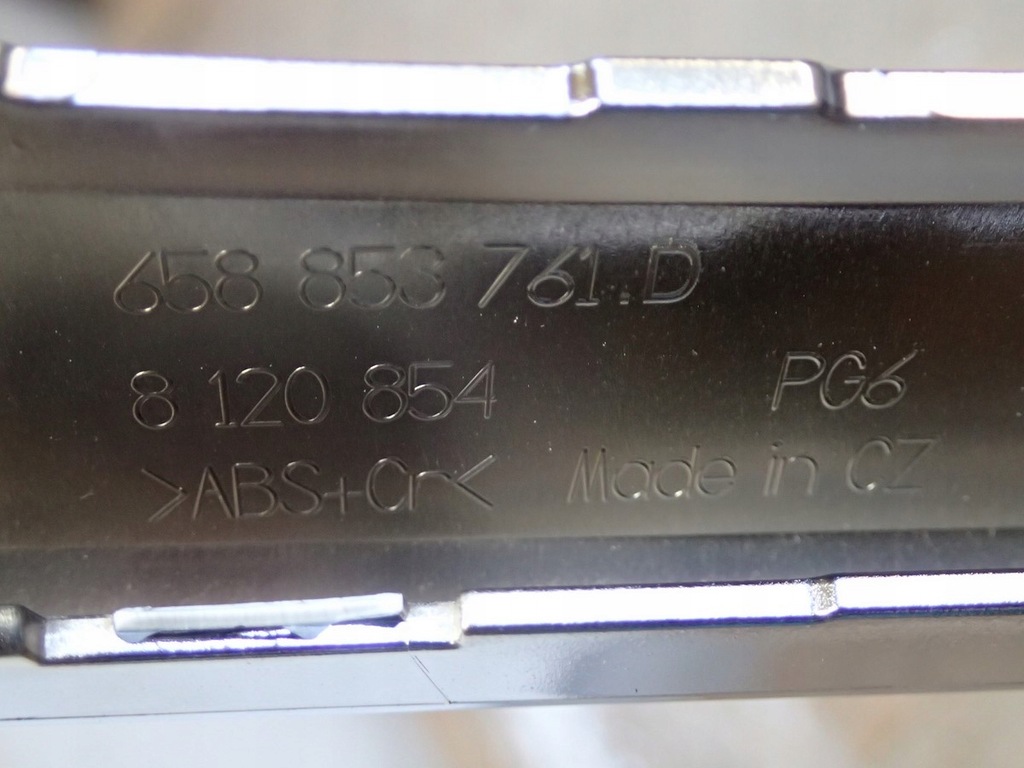 658 853 761.D
8 120 854 PG6
>ABS+Cr< Made in CZ